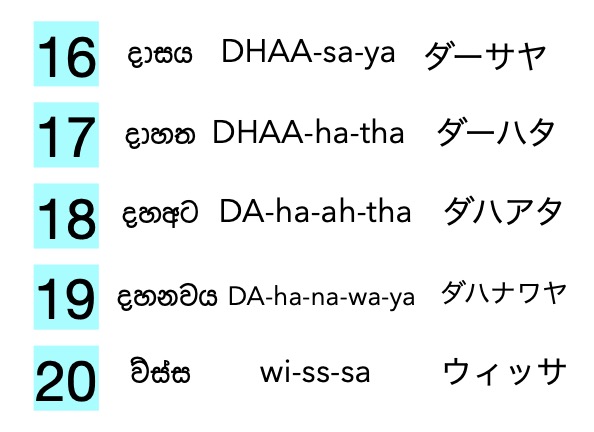 16 දාසය DHAA-sa-ya ダーサヤ
17 දාහත DHAA-ha-tha ダーハタ
18 දහඅට DA-ha-ah-tha ダハアタ
19 දහනවය DA-ha-na-wa-ya ダハナワヤ
20 විස්ස wi-ss-sa ウィッサ